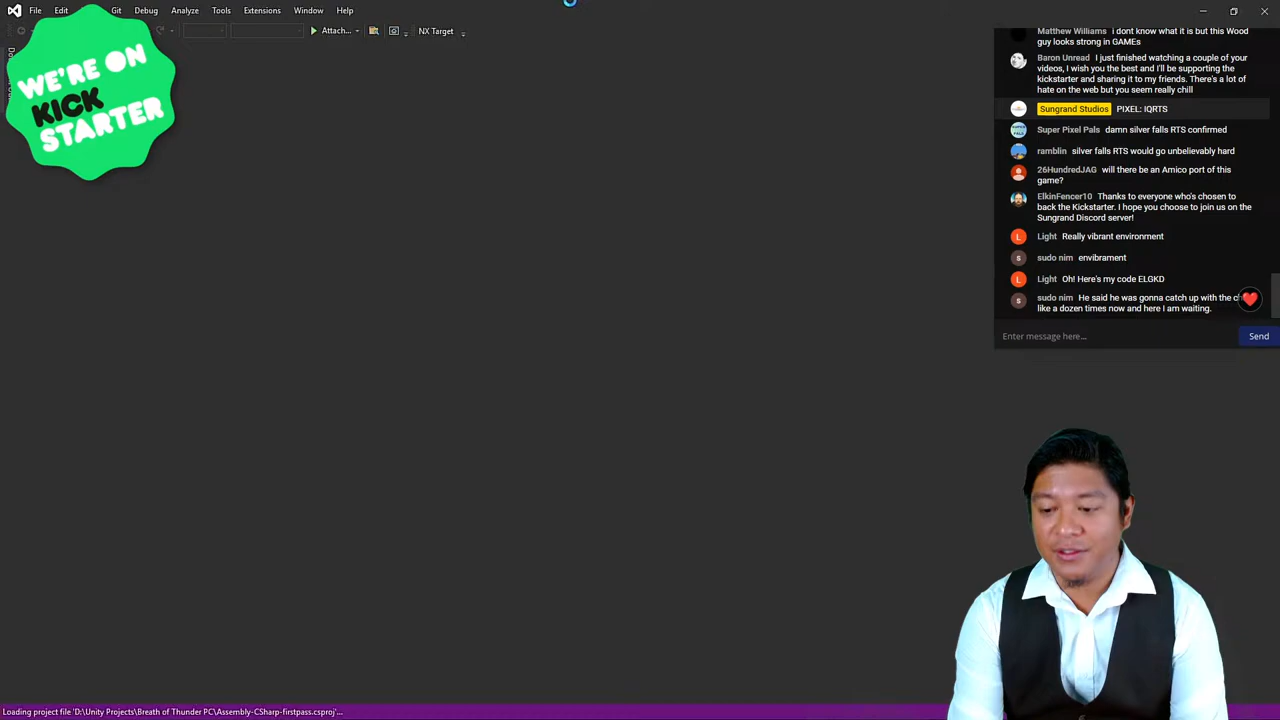 File Edit Git Debug Analyze Tools Extensions Window Help
Attach... NX Target
WE'RE ON
KICK
STARTER
Matthew Williams i dont know what it is but this Wood
guy looks strong in GAMEs
Baron Unread I just finished watching a couple of your
videos, I wish you the best and I'll be supporting the
kickstarter and sharing it to my friends. There's a lot of
hate on the web but you seem really chill
Sungrand Studios PIXEL: IQRTS
Super Pixel Pals damn silver falls RTS confirmed
ramblin silver falls RTS would go unbelievably hard
26HundredJAG will there be an Amico port of this
game?
ElkinFencer10 Thanks to everyone who's chosen to
back the Kickstarter. I hope you choose to join us on the
Sungrand Discord server!
Light Really vibrant environment
sudo nim envibrament
Light Oh! Here's my code ELGKD
sudo nim He said he was gonna catch up with the
like a dozen times now and here I am waiting.
Enter message here... Send
Loading project file 'D:\Unity Projects\Breath of Thunder PC\Assembly-CSharp-firstpass.csproj'...